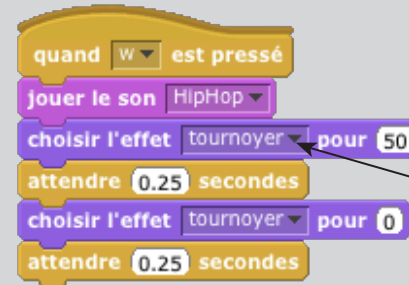 quand w est pressé
jouer le son HipHop
choisir l'effet tournoyer pour 50
attendre 0.25 secondes
choisir l'effet tournoyer pour 0
attendre 0.25 secondes